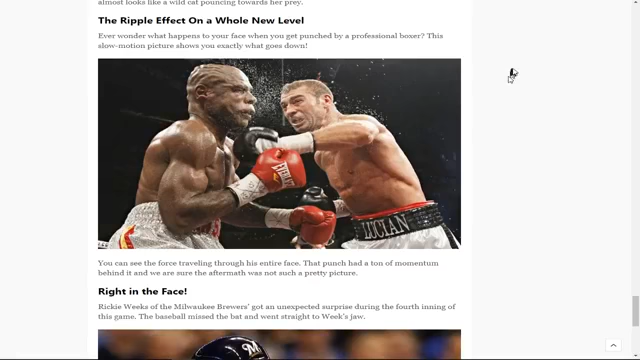 almost looks like a wild cat pouncing towards her prey.
The Ripple Effect On a Whole New Level
Ever wonder what happens to your face when you get punched by a professional boxer? This
slow-motion picture shows you exactly what goes down!
EVERLAST
LUCIAN
You can see the force traveling through his entire face. That punch had a ton of momentum
behind it and we are sure the aftermath was not such a pretty picture.
Right in the Face!
Rickie Weeks of the Milwaukee Brewers' got an unexpected surprise during the fourth inning of
this game. The baseball missed the bat and went straight to Week's jaw.
M